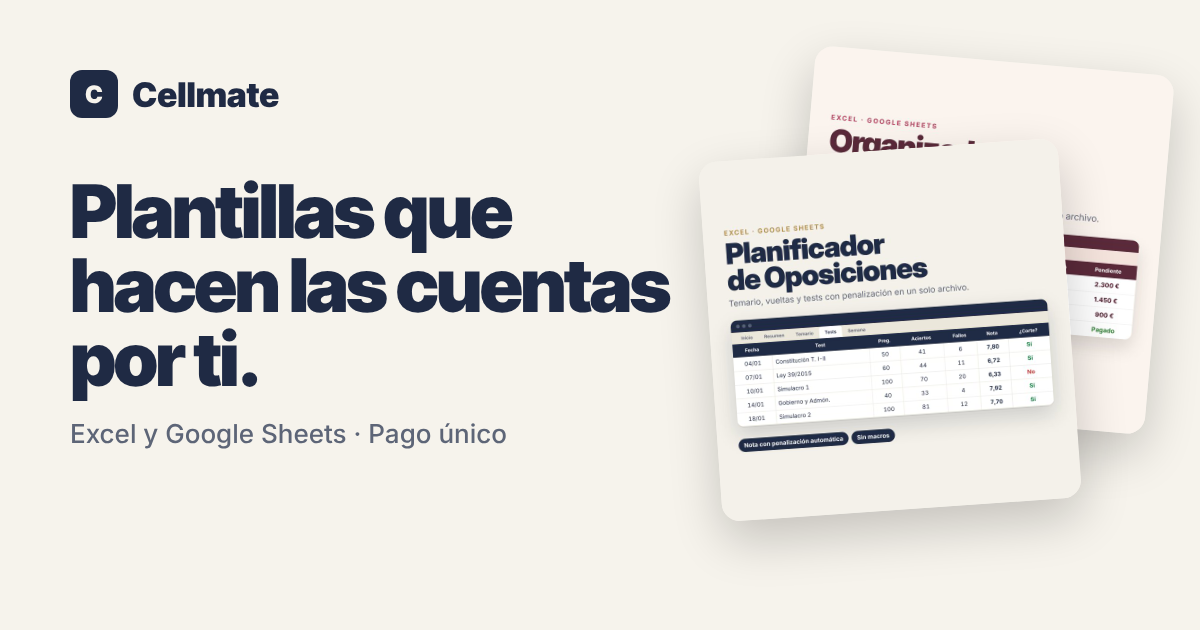 C
Cellmate
Plantillas que
hacen las cuentas
por ti.
Excel y Google Sheets · Pago único
EXCEL · GOOGLE SHEETS
archivo.
Pendiente
2.300 €
1.450 €
900 €
Pagado
EXCEL · GOOGLE SHEETS
Planificador
de Oposiciones
Temario, vueltas y tests con penalización en un solo archivo.
Inicio Resumen Temario Tests Semana
Fecha Test Preg. Aciertos Fallos Nota ¿Corte?
04/01 Constitución T. I-II 50 41 6 7,80 Sí
07/01 Ley 39/2015 60 44 11 6,72 Sí
10/01 Simulacro 1 100 70 20 6,33 No
14/01 Gobierno y Admón. 40 33 4 7,92 Sí
18/01 Simulacro 2 100 81 12 7,70 Sí
Nota con penalización automática Sin macros